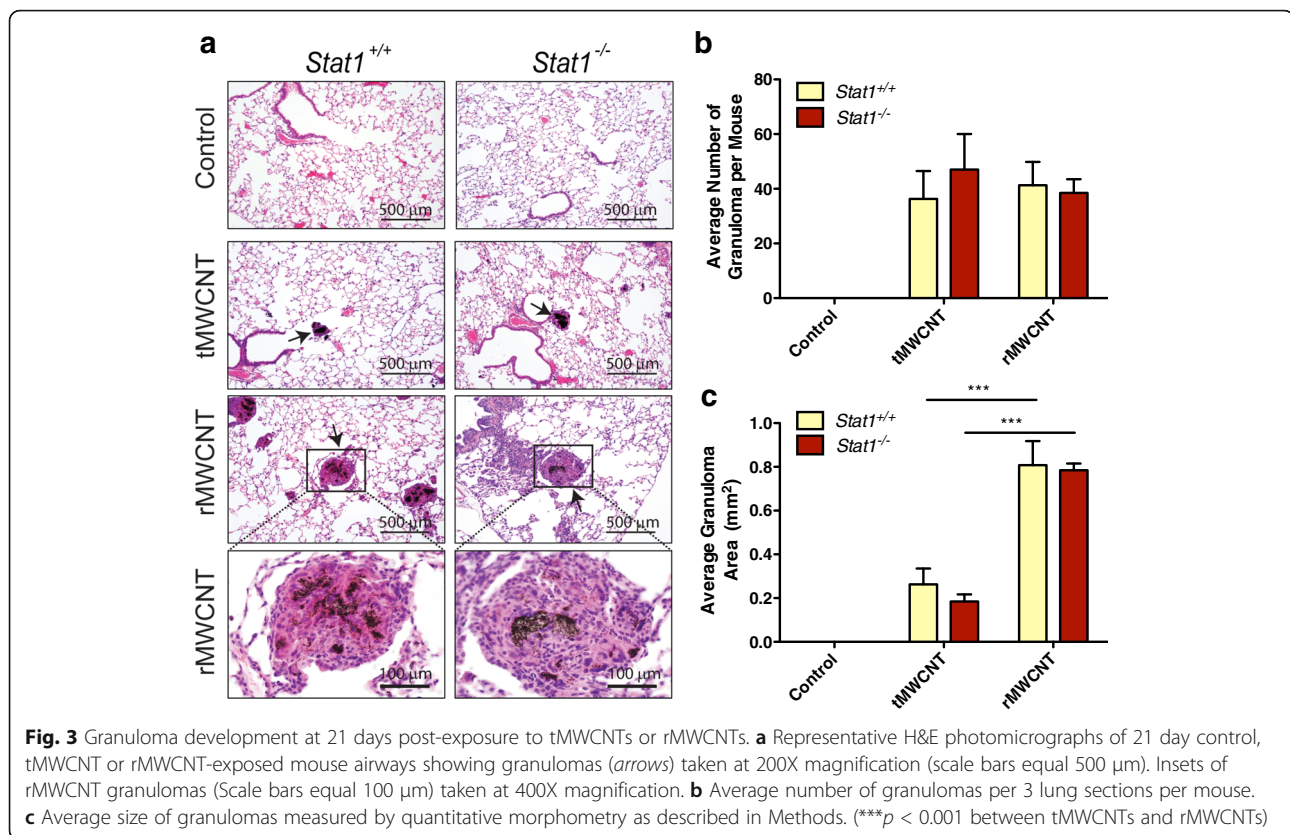 a
Stat1+/+
Stat1-/-
Control
500 µm
500 µm
tMWCNT
500 µm
500 µm
rMWCNT
500 µm
500 µm
rMWCNT
100 µm
100 µm
b
Average Number of
Granuloma per Mouse
80
60
40
20
0
Stat1+/+
Stat1-/-
Control
tMWCNT
rMWCNT
c
Average Granuloma
Area (mm²)
1.0
0.8
0.6
0.4
0.2
0.0
***
***
Stat1+/+
Stat1-/-
Control
tMWCNT
rMWCNT
Fig. 3 Granuloma development at 21 days post-exposure to tMWCNTs or rMWCNTs. a Representative H&E photomicrographs of 21 day control,
tMWCNT or rMWCNT-exposed mouse airways showing granulomas (arrows) taken at 200X magnification (scale bars equal 500 µm). Insets of
rMWCNT granulomas (Scale bars equal 100 µm) taken at 400X magnification. b Average number of granulomas per 3 lung sections per mouse.
c Average size of granulomas measured by quantitative morphometry as described in Methods. (***p < 0.001 between tMWCNTs and rMWCNTs)